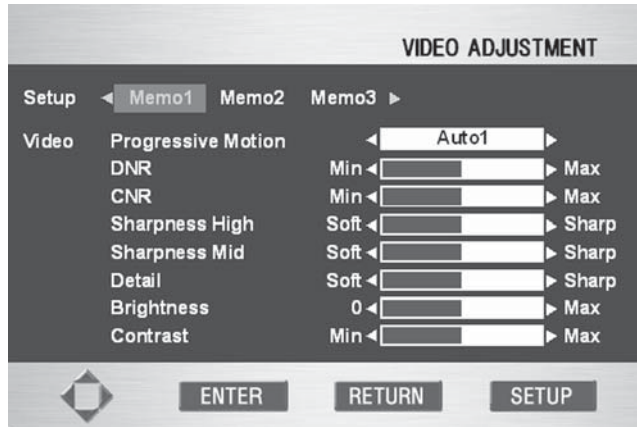 VIDEO ADJUSTMENT
Setup Memo1 Memo2 Memo3
Video Progressive Motion Auto1
DNR Min Max
CNR Min Max
Sharpness High Soft Sharp
Sharpness Mid Soft Sharp
Detail Soft Sharp
Brightness 0 Max
Contrast Min Max
ENTER RETURN SETUP